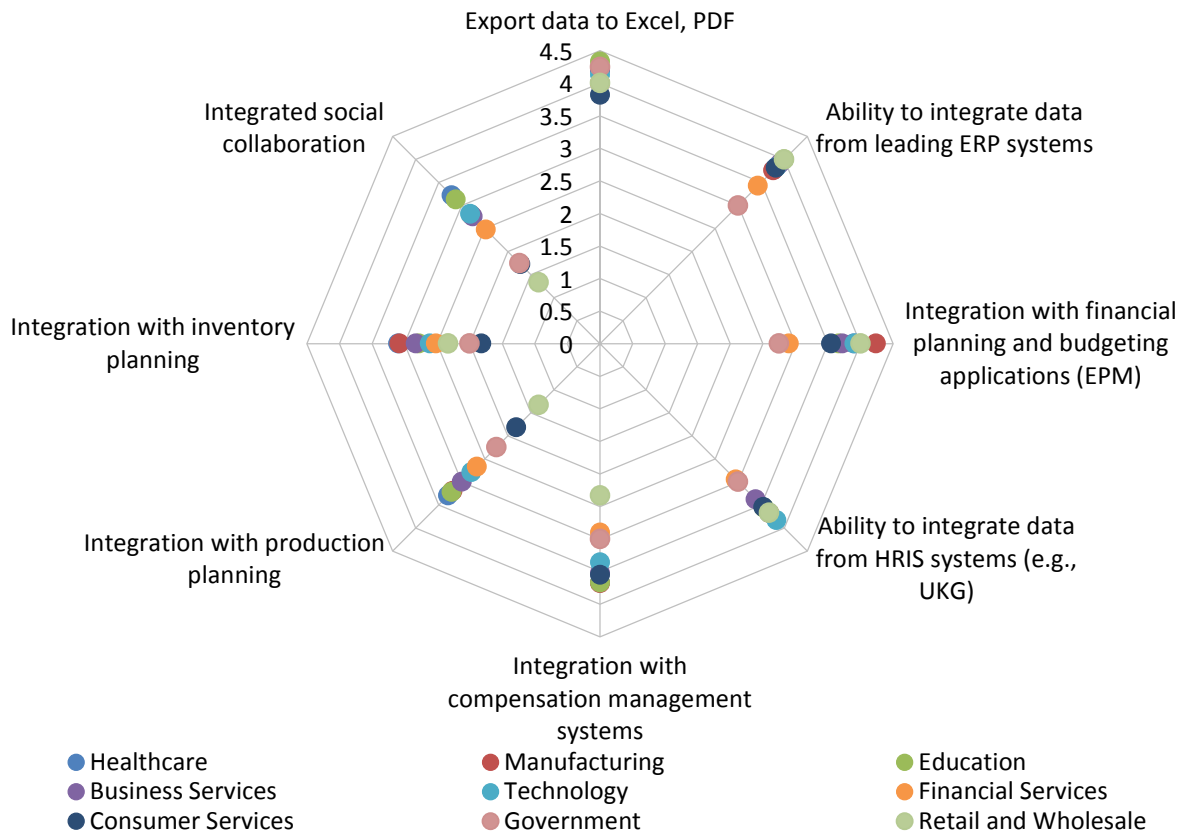 Export data to Excel, PDF
4.5
4
3.5
3
2.5
2
1.5
1
0.5
0
Ability to integrate data
from leading ERP systems
Integration with financial
planning and budgeting
applications (EPM)
Ability to integrate data
from HRIS systems (e.g.,
UKG)
Integration with
compensation management
systems
Integration with production
planning
Integration with inventory
planning
Integrated social
collaboration
Healthcare
Manufacturing
Education
Business Services
Technology
Financial Services
Consumer Services
Government
Retail and Wholesale